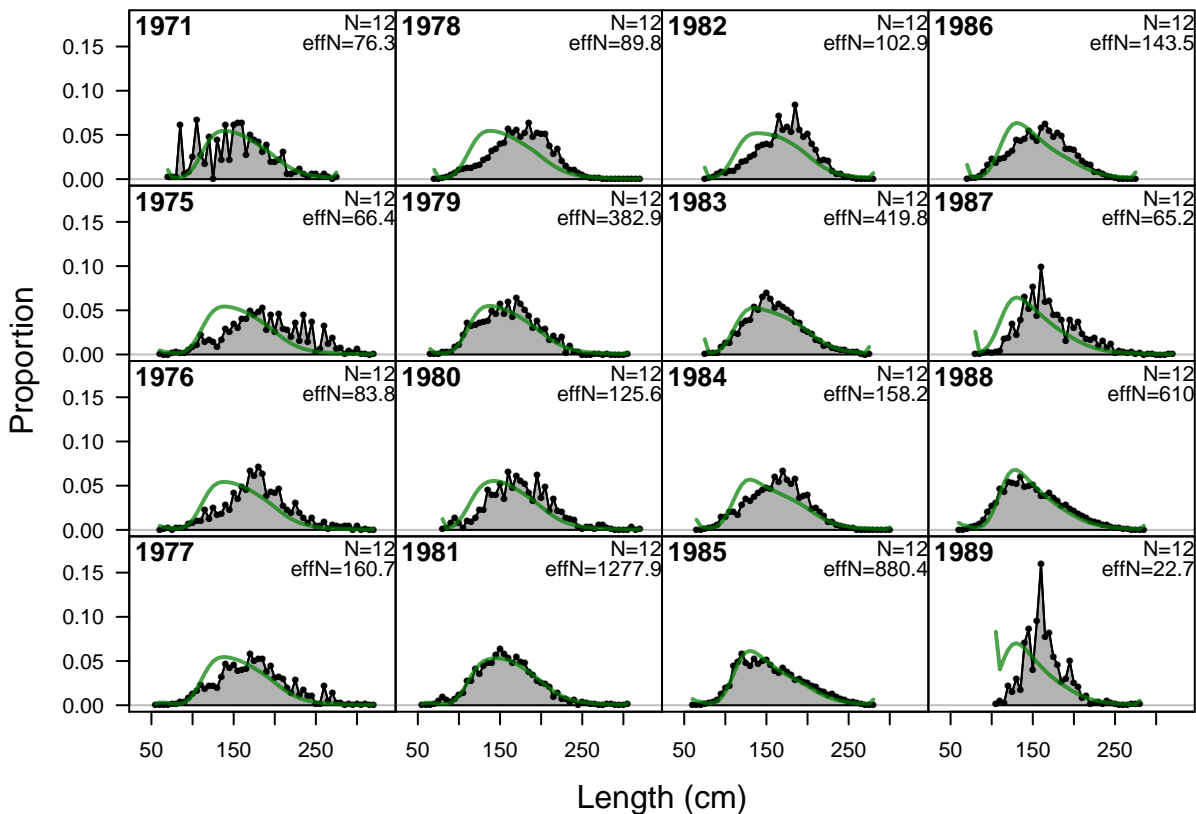 1971 N=12 1978 N=12 1982 N=12 1986 N=12
effN=76.3 effN=89.8 effN=102.9 effN=143.5
0.15
0.10
0.05
0.00
1975 N=12 1979 N=12 1983 N=12 1987 N=12
effN=66.4 effN=382.9 effN=419.8 effN=65.2
0.15
0.10
0.05
0.00
Proportion
1976 N=12 1980 N=12 1984 N=12 1988 N=12
effN=83.8 effN=125.6 effN=158.2 effN=610
0.15
0.10
0.05
0.00
1977 N=12 1981 N=12 1985 N=12 1989 N=12
effN=160.7 effN=1277.9 effN=880.4 effN=22.7
0.15
0.10
0.05
0.00
50 150 250 50 150 250 50 150 250 50 150 250
Length (cm)